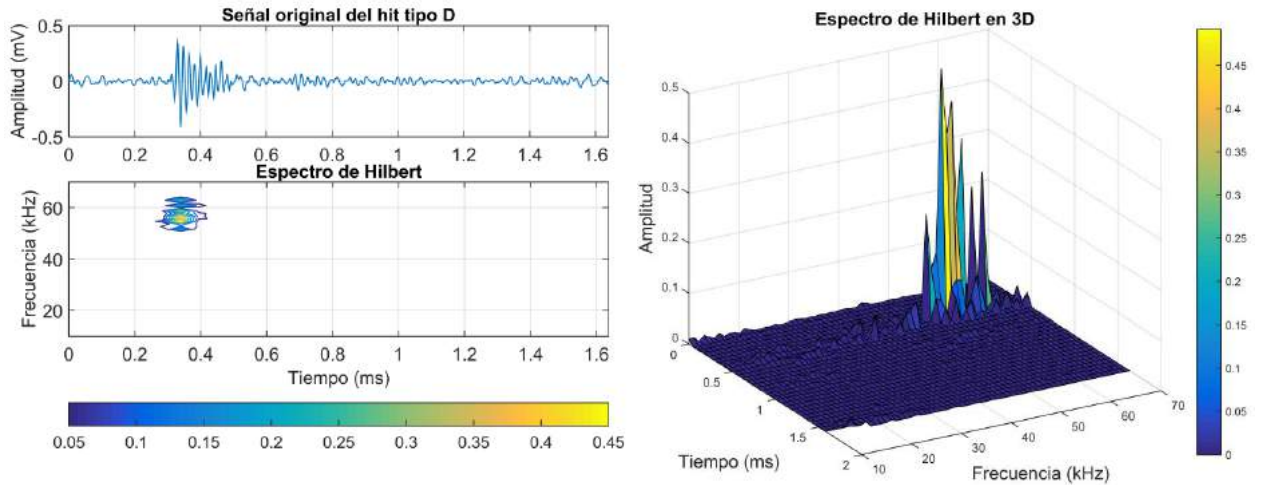 Señal original del hit tipo D
0.5
0
-0.5
Amplitud (mV)
0 0.2 0.4 0.6 0.8 1 1.2 1.4 1.6
Espectro de Hilbert
60
40
20
Frecuencia (kHz)
0 0.2 0.4 0.6 0.8 1 1.2 1.4 1.6
Tiempo (ms)
0.05 0.1 0.15 0.2 0.25 0.3 0.35 0.4 0.45
Espectro de Hilbert en 3D
0.5
0.4
0.3
0.2
0.1
0
Amplitud
0
0.5
1
1.5
2
Tiempo (ms)
10 20 30 40 50 60 70
Frecuencia (kHz)
0.45
0.4
0.35
0.3
0.25
0.2
0.15
0.1
0.05
0